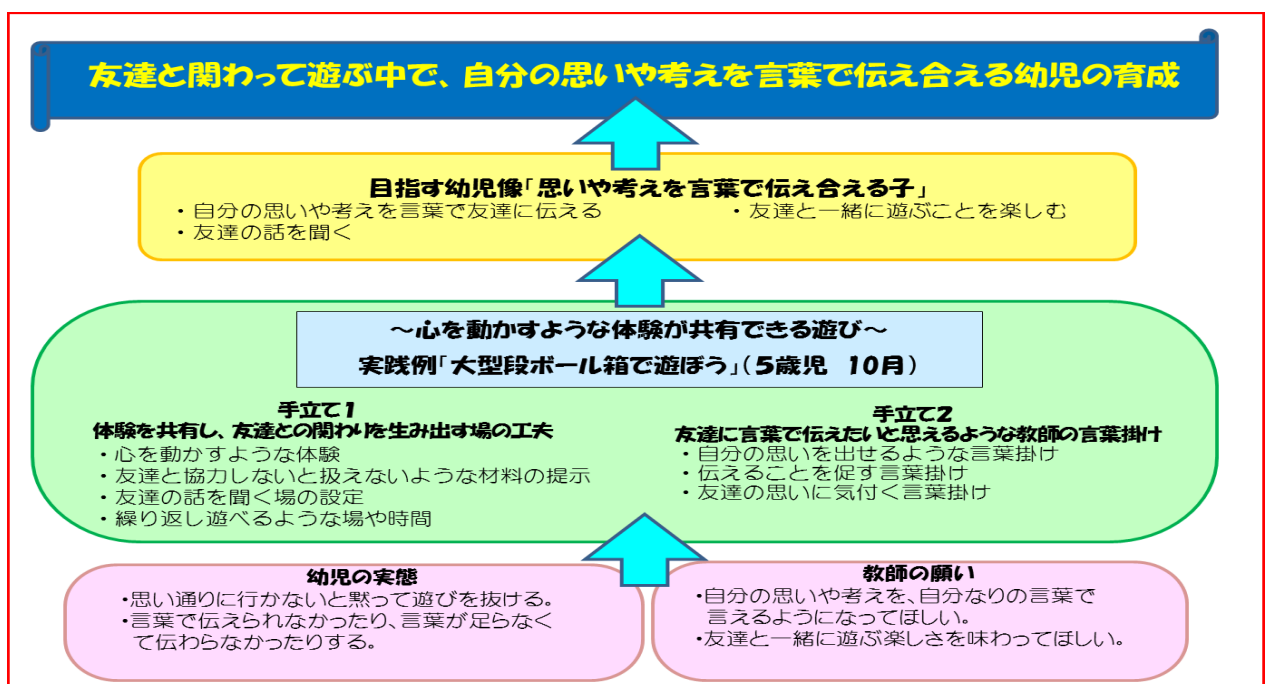 友達と関わって遊ぶ中で、自分の思いや考えを言葉で伝え合える幼児の育成
目指す幼児像「思いや考えを言葉で伝え合える子」
・自分の思いや考えを言葉で友達に伝える
・友達と一緒に遊ぶことを楽しむ
・友達の話を聞く
～心を動かすような体験が共有できる遊び～
実践例「大型段ボール箱で遊ぼう」(5歳児 10月)
手立て1
体験を共有し、友達との関わりを生み出す場の工夫
・心を動かすような体験
・友達と協力しないと扱えないような材料の提示
・友達の話を聞く場の設定
・繰り返し遊べるような場や時間
手立て2
友達に言葉で伝えたいと思えるような教師の言葉掛け
・自分の思いを出せるような言葉掛け
・伝えることを促す言葉掛け
・友達の思いに気付く言葉掛け
幼児の実態
・思い通りに行かないと黙って遊びを抜ける。
・言葉で伝えられなかったり、言葉が足らなく
て伝わらなかったりする。
教師の願い
・自分の思いや考えを、自分なりの言葉で
言えるようになってほしい。
・友達と一緒に遊ぶ楽しさを味わってほしい。